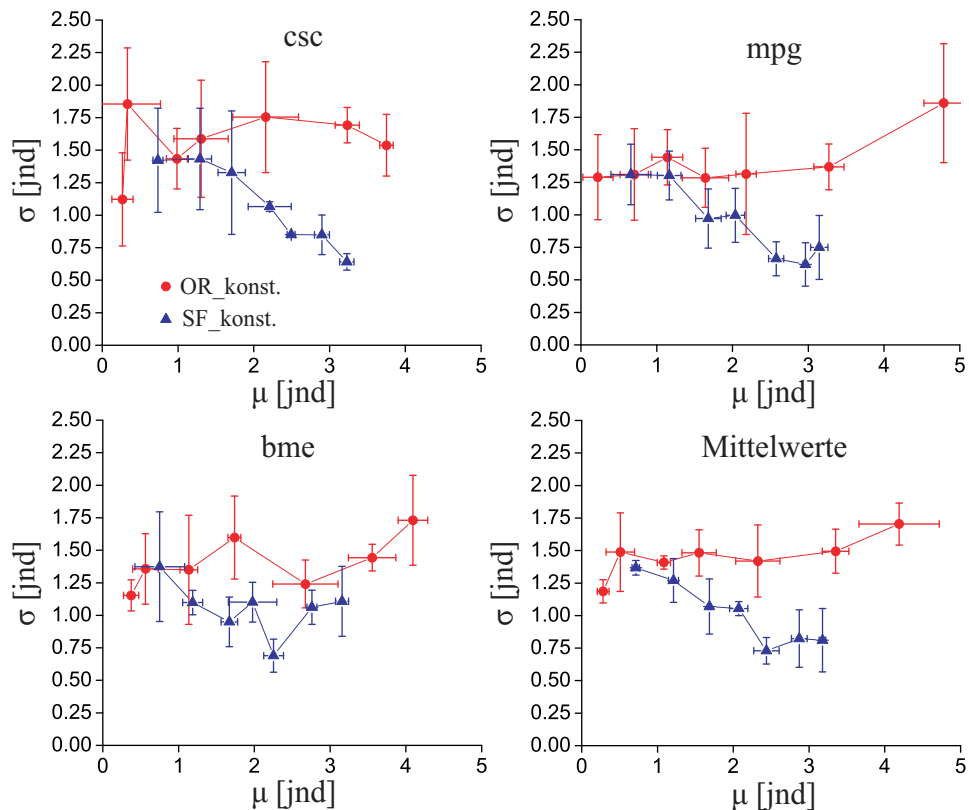 csc
2.50
2.25
2.00
1.75
1.50
1.25
1.00
0.75
0.50
0.25
0.00
σ [jnd]
OR_konst.
SF_konst.
0 1 2 3 4 5
μ [jnd]
mpg
2.50
2.25
2.00
1.75
1.50
1.25
1.00
0.75
0.50
0.25
0.00
σ [jnd]
0 1 2 3 4 5
μ [jnd]
bme
2.50
2.25
2.00
1.75
1.50
1.25
1.00
0.75
0.50
0.25
0.00
σ [jnd]
0 1 2 3 4 5
μ [jnd]
Mittelwerte
2.50
2.25
2.00
1.75
1.50
1.25
1.00
0.75
0.50
0.25
0.00
σ [jnd]
0 1 2 3 4 5
μ [jnd]